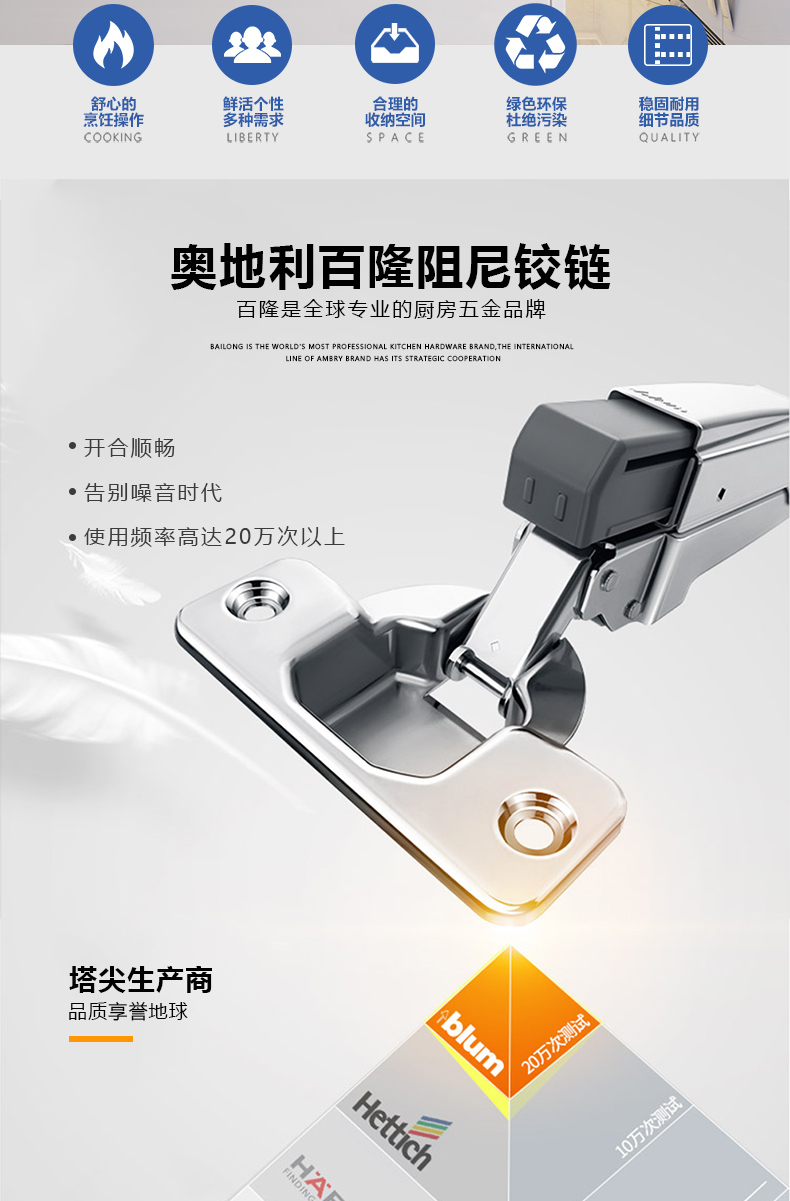 舒心的
烹饪操作
COOKING
鲜活个性
多种需求
LIBERTY
合理的
收纳空间
SPACE
绿色环保
杜绝污染
GREEN
稳固耐用
细节品质
QUALITY
奥地利百隆阻尼铰链
百隆是全球专业的厨房五金品牌
BAILONG IS THE WORLD'S MOST PROFESSIONAL KITCHEN HARDWARE BRAND,THE INTERNATIONAL
LINE OF AMBRY BRAND HAS ITS STRATEGIC COOPERATION
• 开合顺畅
• 告别噪音时代
• 使用频率高达20万次以上
塔尖生产商
品质享誉地球
blum
20万次测试
Hettich
10万次测试